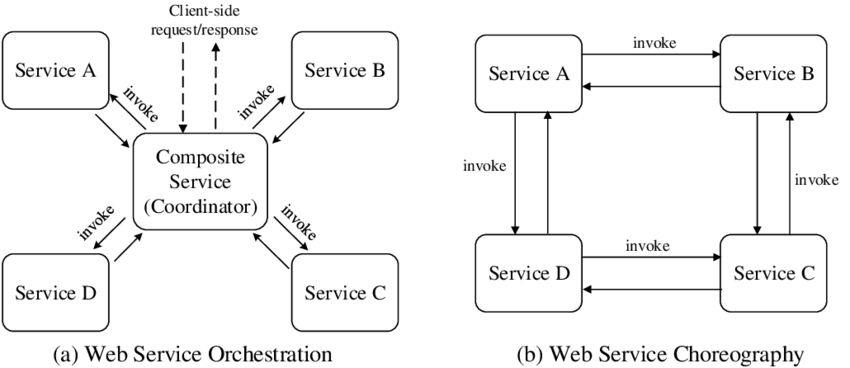 Client-side
request/response
Service A
Service B
invoke
invoke
Composite
Service
(Coordinator)
invoke
invoke
Service D
Service C
(a) Web Service Orchestration
invoke
Service A
Service B
invoke
invoke
invoke
Service D
Service C
(b) Web Service Choreography